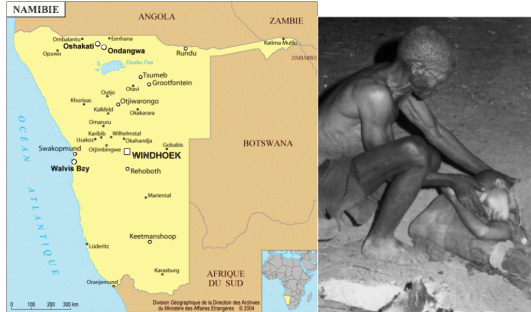 NAMIBIE
ANGOLA
ZAMBIE
Ombalantu
Eenhana
Oshakati
Ondangwa
Opuwo
Rundu
Katima Mulilo
Etosha Pan
ZIMBABWE
Tsumeb
Grootfontein
Otavi
Outjo
Khorixas
Otjiwarongo
Kalkfeld
Okakarara
Omaruru
Karibib
Wilhelmstal
Usakos
Okahandja
Otjimbingwe
Gobabis
BOTSWANA
Swakopmund
WINDHOEK
Walvis Bay
Rehoboth
OCÉAN
ATLANTIQUE
Mariental
Keetmanshoop
Lüderitz
Karasburg
AFRIQUE
DU SUD
Oranjemund
0 100 200 300 km
Division Géographique de la Direction des Archives
du Ministère des Affaires Etrangères © 2004